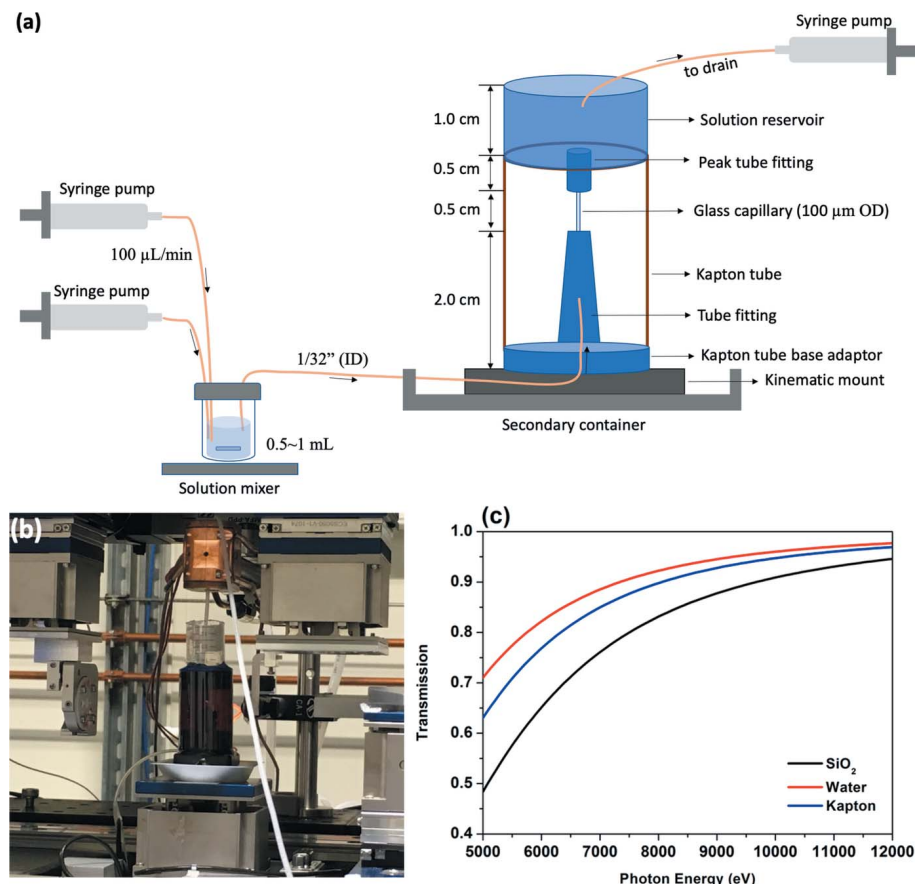 (a)
Syringe pump
to drain
1.0 cm
Solution reservoir
0.5 cm
Peak tube fitting
Syringe pump
0.5 cm
Glass capillary (100 μm OD)
100 μL/min
Kapton tube
Syringe pump
2.0 cm
Tube fitting
1/32” (ID)
Kapton tube base adaptor
Kinematic mount
Secondary container
0.5~1 mL
Solution mixer
(b)
(c)
1.0
0.9
0.8
0.7
0.6
0.5
0.4
Transmission
SiO₂
Water
Kapton
5000 6000 7000 8000 9000 10000 11000 12000
Photon Energy (eV)